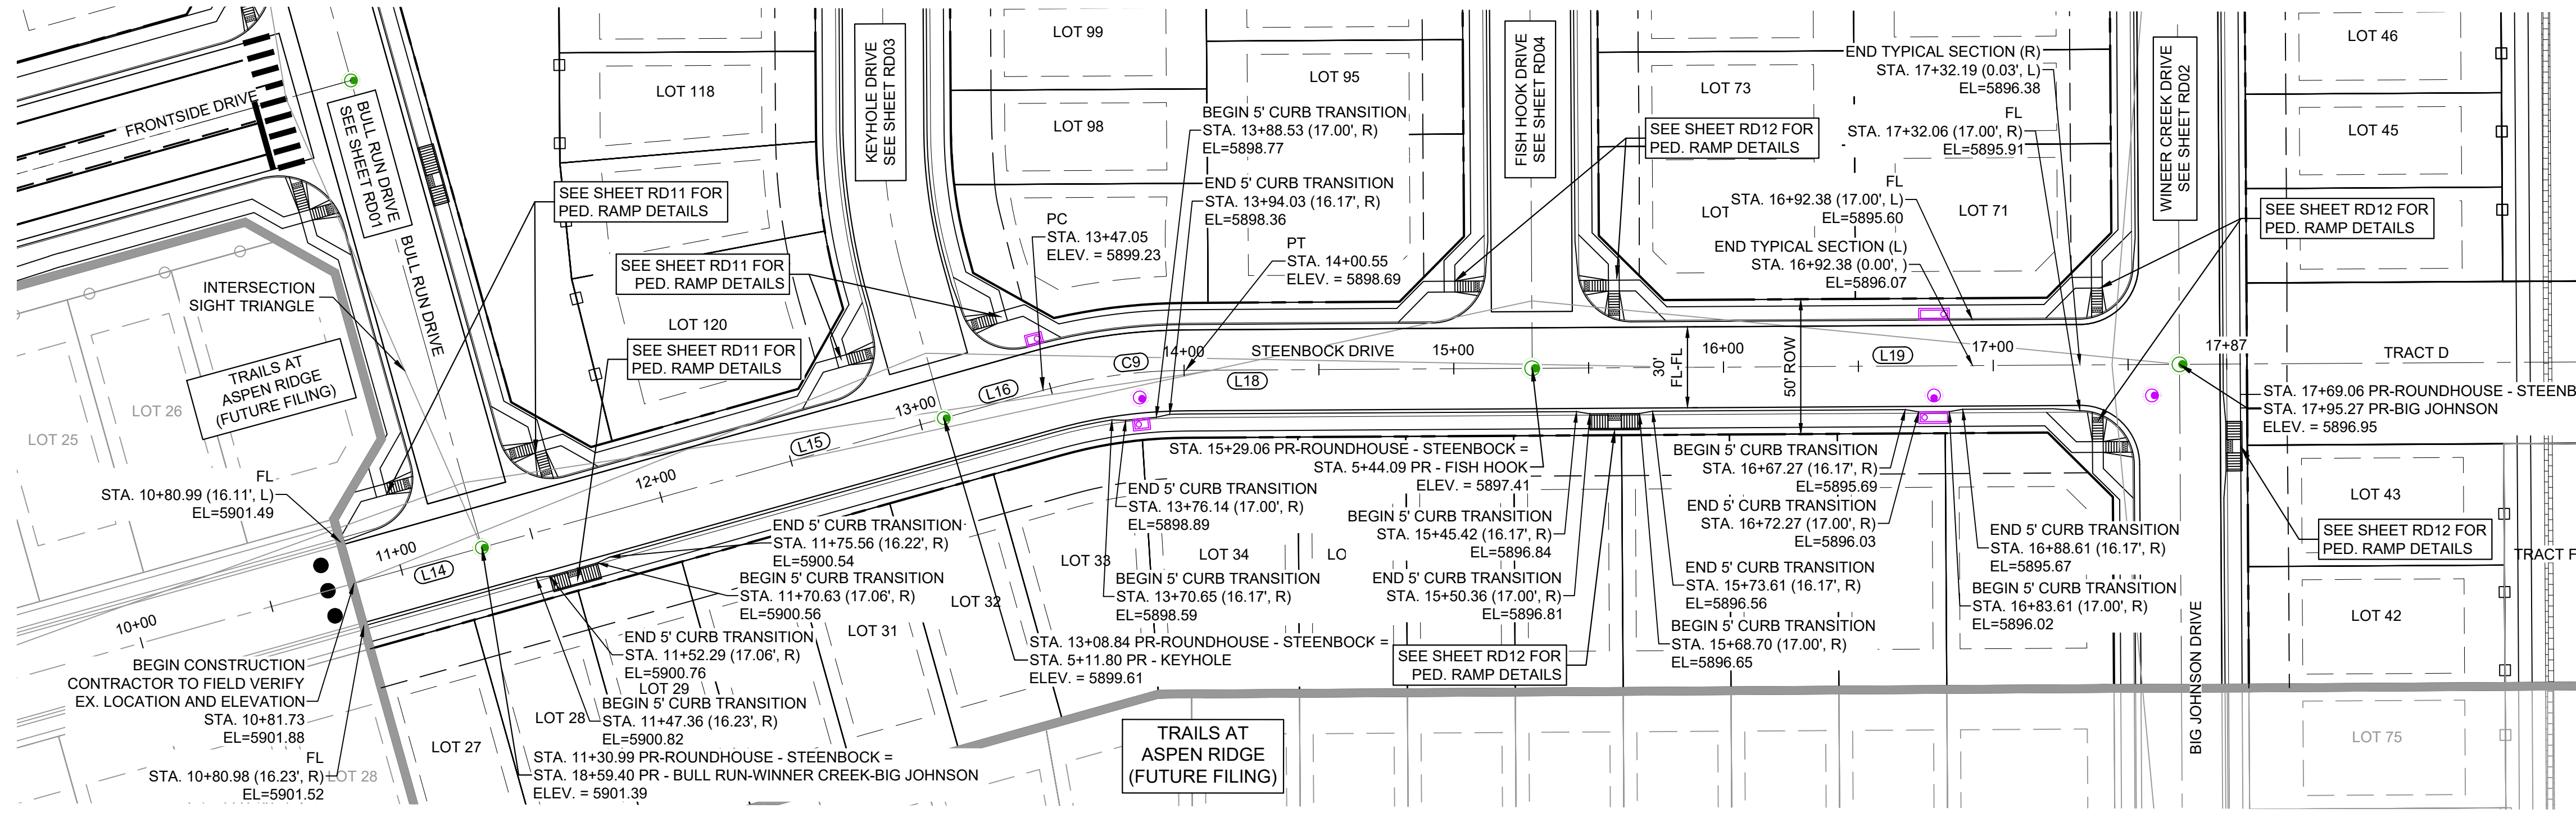 FRONTSIDE DRIVE
BULL RUN DRIVE
SEE SHEET RD01
BULL RUN DRIVE
INTERSECTION
SIGHT TRIANGLE
TRAILS AT
ASPEN RIDGE
(FUTURE FILING)
LOT 26
LOT 25
FL
STA. 10+80.99 (16.11', L)
EL=5901.49
10+00
11+00
L14
BEGIN CONSTRUCTION
CONTRACTOR TO FIELD VERIFY
EX. LOCATION AND ELEVATION
STA. 10+81.73
EL=5901.88
FL
STA. 10+80.98 (16.23', R)
EL=5901.52
LOT 28
LOT 27
LOT 118
SEE SHEET RD11 FOR
PED. RAMP DETAILS
SEE SHEET RD11 FOR
PED. RAMP DETAILS
LOT 120
SEE SHEET RD11 FOR
PED. RAMP DETAILS
KEYHOLE DRIVE
SEE SHEET RD03
12+00
L15
13+00
L16
END 5' CURB TRANSITION
STA. 11+75.56 (16.22', R)
EL=5900.54
BEGIN 5' CURB TRANSITION
STA. 11+70.63 (17.06', R)
EL=5900.56
LOT 31
END 5' CURB TRANSITION
STA. 11+52.29 (17.06', R)
EL=5900.76
LOT 29
BEGIN 5' CURB TRANSITION
STA. 11+47.36 (16.23', R)
EL=5900.82
LOT 28
STA. 11+30.99 PR-ROUNDHOUSE - STEENBOCK =
STA. 18+59.40 PR - BULL RUN-WINNER CREEK-BIG JOHNSON
ELEV. = 5901.39
LOT 99
LOT 98
LOT 95
BEGIN 5' CURB TRANSITION
STA. 13+88.53 (17.00', R)
EL=5898.77
END 5' CURB TRANSITION
STA. 13+94.03 (16.17', R)
EL=5898.36
PC
STA. 13+47.05
ELEV. = 5899.23
PT
STA. 14+00.55
ELEV. = 5898.69
C9
14+00
L18
STEENBOCK DRIVE
15+00
16+00
L19
17+00
17+87
30'
FL-FL
50' ROW
FISH HOOK DRIVE
SEE SHEET RD04
STA. 15+29.06 PR-ROUNDHOUSE - STEENBOCK =
STA. 5+44.09 PR - FISH HOOK
ELEV. = 5897.41
END 5' CURB TRANSITION
STA. 13+76.14 (17.00', R)
EL=5898.89
LOT 33
LOT 34
LO
BEGIN 5' CURB TRANSITION
STA. 13+70.65 (16.17', R)
EL=5898.59
LOT 32
STA. 13+08.84 PR-ROUNDHOUSE - STEENBOCK =
STA. 5+11.80 PR - KEYHOLE
ELEV. = 5899.61
BEGIN 5' CURB TRANSITION
STA. 15+45.42 (16.17', R)
EL=5896.84
END 5' CURB TRANSITION
STA. 15+50.36 (17.00', R)
EL=5896.81
SEE SHEET RD12 FOR
PED. RAMP DETAILS
TRAILS AT
ASPEN RIDGE
(FUTURE FILING)
SEE SHEET RD12 FOR
PED. RAMP DETAILS
LOT 73
LOT
LOT 71
END TYPICAL SECTION (R)
STA. 17+32.19 (0.03', L)
EL=5896.38
FL
STA. 17+32.06 (17.00', R)
EL=5895.91
FL
STA. 16+92.38 (17.00', L)
EL=5895.60
END TYPICAL SECTION (L)
STA. 16+92.38 (0.00', )
EL=5896.07
BEGIN 5' CURB TRANSITION
STA. 16+67.27 (16.17', R)
EL=5895.69
END 5' CURB TRANSITION
STA. 16+72.27 (17.00', R)
EL=5896.03
END 5' CURB TRANSITION
STA. 15+73.61 (16.17', R)
EL=5896.56
BEGIN 5' CURB TRANSITION
STA. 15+68.70 (17.00', R)
EL=5896.65
END 5' CURB TRANSITION
STA. 16+88.61 (16.17', R)
EL=5895.67
BEGIN 5' CURB TRANSITION
STA. 16+83.61 (17.00', R)
EL=5896.02
WINEER CREEK DRIVE
SEE SHEET RD02
SEE SHEET RD12 FOR
PED. RAMP DETAILS
LOT 46
LOT 45
TRACT D
STA. 17+69.06 PR-ROUNDHOUSE - STEENB
STA. 17+95.27 PR-BIG JOHNSON
ELEV. = 5896.95
LOT 43
SEE SHEET RD12 FOR
PED. RAMP DETAILS
TRACT F
LOT 42
BIG JOHNSON DRIVE
LOT 75